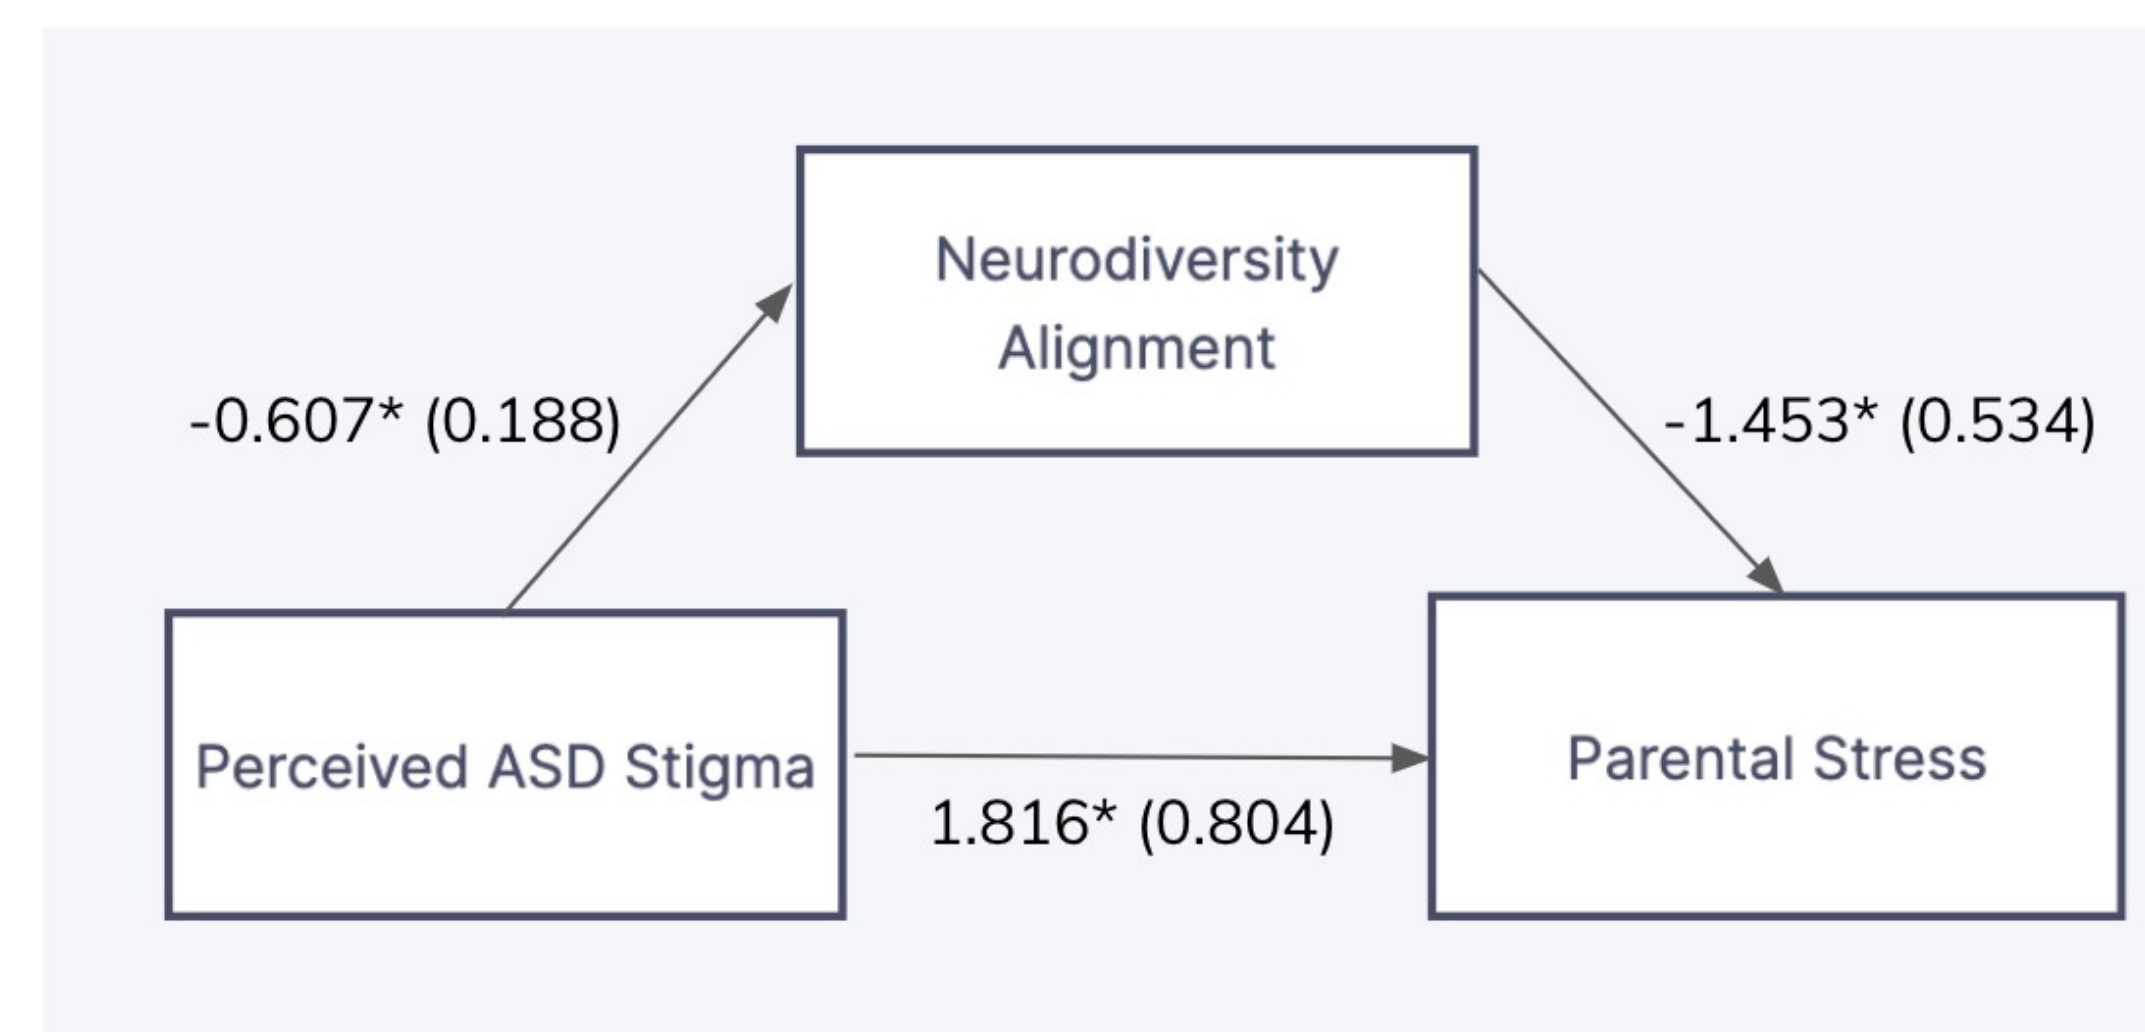 Neurodiversity
Alignment
-0.607* (0.188)
-1.453* (0.534)
Perceived ASD Stigma
1.816* (0.804)
Parental Stress